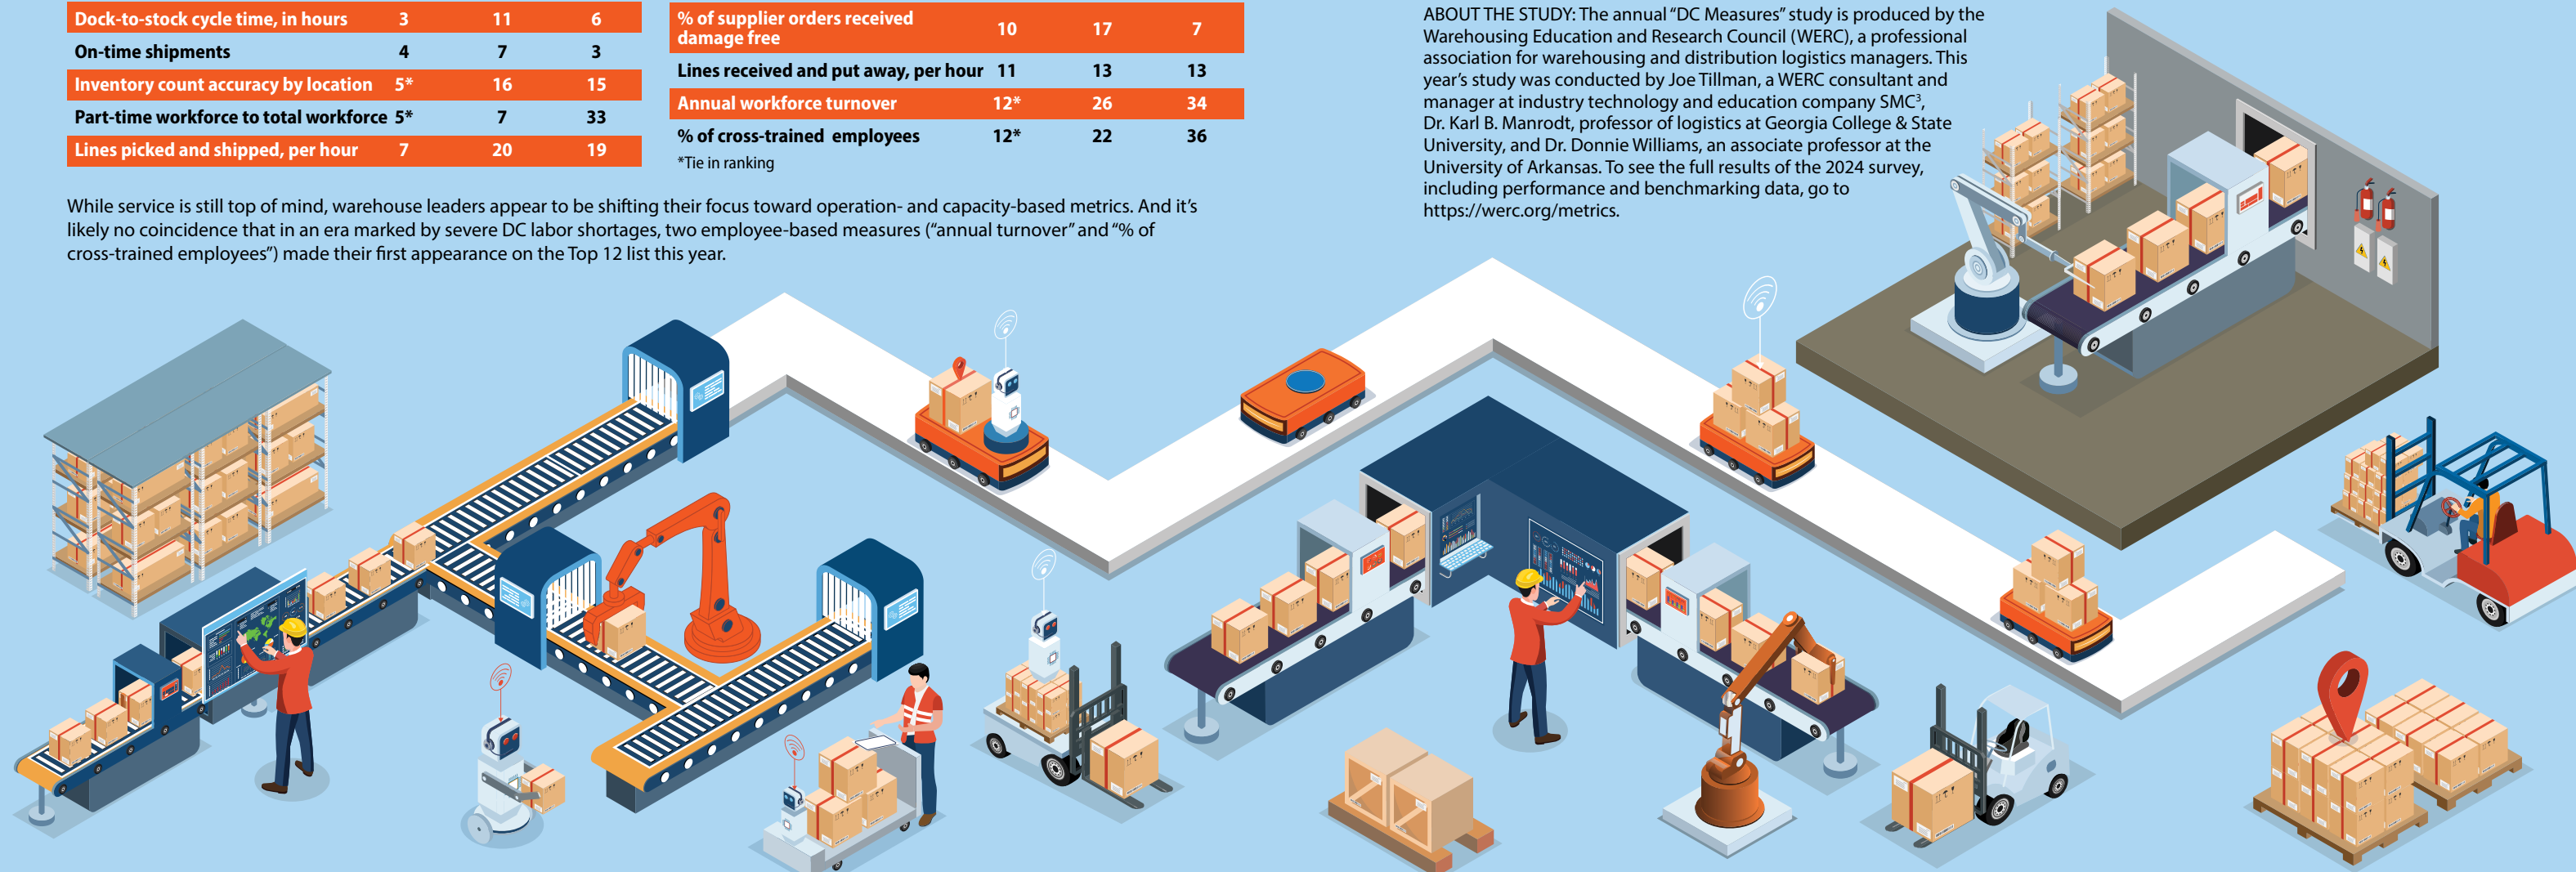 Dock-to-stock cycle time, in hours 3 11 6
On-time shipments 4 7 3
Inventory count accuracy by location 5* 16 15
Part-time workforce to total workforce 5* 7 33
Lines picked and shipped, per hour 7 20 19
% of supplier orders received
damage free 10 17 7
Lines received and put away, per hour 11 13 13
Annual workforce turnover 12* 26 34
% of cross-trained employees 12* 22 36
*Tie in ranking
While service is still top of mind, warehouse leaders appear to be shifting their focus toward operation- and capacity-based metrics. And it’s
likely no coincidence that in an era marked by severe DC labor shortages, two employee-based measures (“annual turnover” and “% of
cross-trained employees”) made their first appearance on the Top 12 list this year.
ABOUT THE STUDY: The annual “DC Measures” study is produced by the
Warehousing Education and Research Council (WERC), a professional
association for warehousing and distribution logistics managers. This
year’s study was conducted by Joe Tillman, a WERC consultant and
manager at industry technology and education company SMC³,
Dr. Karl B. Manrodt, professor of logistics at Georgia College & State
University, and Dr. Donnie Williams, an associate professor at the
University of Arkansas. To see the full results of the 2024 survey,
including performance and benchmarking data, go to
https://werc.org/metrics.